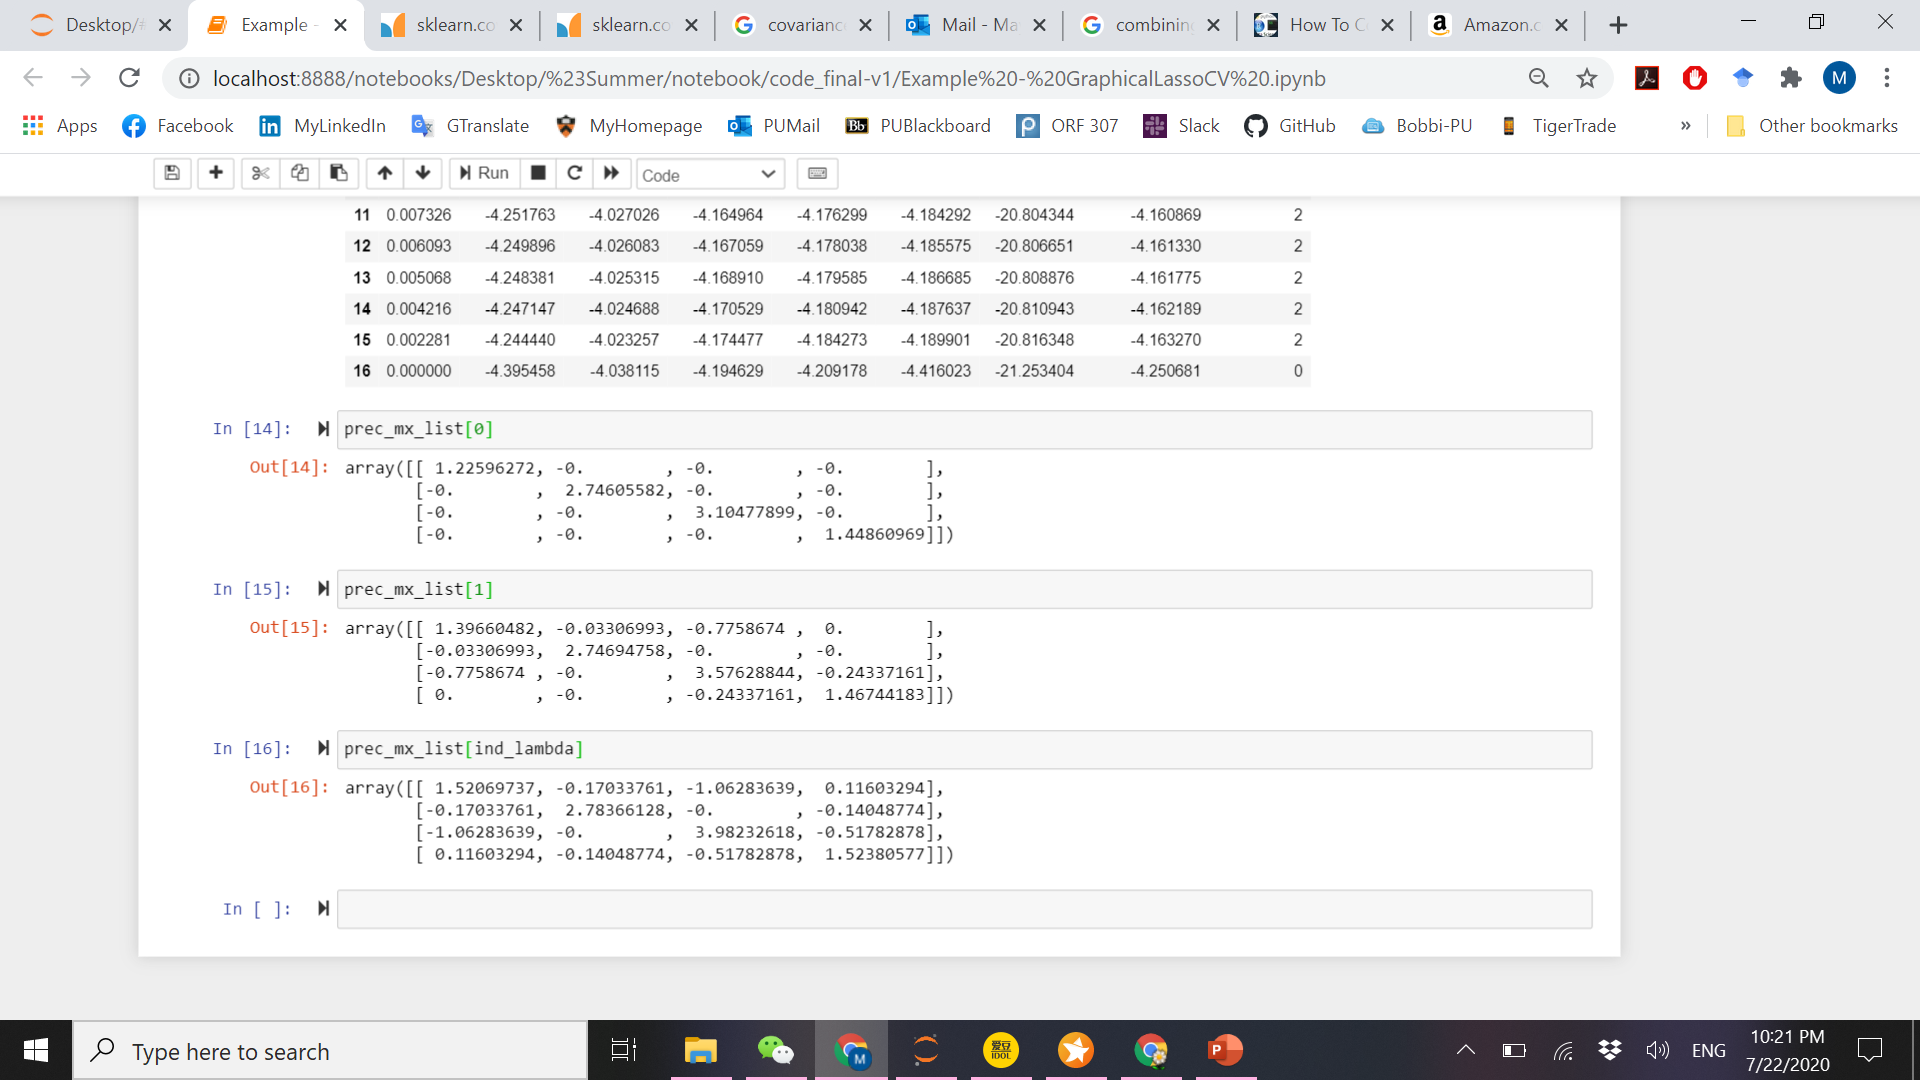 Desktop/#
Example -
sklearn.co
sklearn.co
covariance
Mail - Ma
combining
How To C
Amazon.c
localhost:8888/notebooks/Desktop/%23Summer/notebook/code_final-v1/Example%20-%20GraphicalLassoCV%20.ipynb
M
Apps Facebook MyLinkedIn GTranslate MyHomepage PUMail Bb PUBlackboard ORF 307 Slack GitHub Bobbi-PU TigerTrade » Other bookmarks
Run Code
11 0.007326 -4.251763 -4.027026 -4.164964 -4.176299 -4.184292 -20.804344 -4.160869 2
12 0.006093 -4.249896 -4.026083 -4.167059 -4.178038 -4.185575 -20.806651 -4.161330 2
13 0.005068 -4.248381 -4.025315 -4.168910 -4.179585 -4.186685 -20.808876 -4.161775 2
14 0.004216 -4.247147 -4.024688 -4.170529 -4.180942 -4.187637 -20.810943 -4.162189 2
15 0.002281 -4.244440 -4.023257 -4.174477 -4.184273 -4.189901 -20.816348 -4.163270 2
16 0.000000 -4.395458 -4.038115 -4.194629 -4.209178 -4.416023 -21.253404 -4.250681 0
In [14]: prec_mx_list[0]
Out[14]: array([[ 1.22596272, -0.        , -0.        , -0.        ],
[-0.        ,  2.74605582, -0.        , -0.        ],
[-0.        , -0.        ,  3.10477899, -0.        ],
[-0.        , -0.        , -0.        ,  1.44860969]])
In [15]: prec_mx_list[1]
Out[15]: array([[ 1.39660482, -0.03306993, -0.7758674 ,  0.        ],
[-0.03306993,  2.74694758, -0.        , -0.        ],
[-0.7758674 , -0.        ,  3.57628844, -0.24337161],
[ 0.        , -0.        , -0.24337161,  1.46744183]])
In [16]: prec_mx_list[ind_lambda]
Out[16]: array([[ 1.52069737, -0.17033761, -1.06283639,  0.11603294],
[-0.17033761,  2.78366128, -0.        , -0.14048774],
[-1.06283639, -0.        ,  3.98232618, -0.51782878],
[ 0.11603294, -0.14048774, -0.51782878,  1.52380577]])
In [ ]:
Type here to search
M
爱豆
IDOL
P
ENG
10:21 PM
7/22/2020